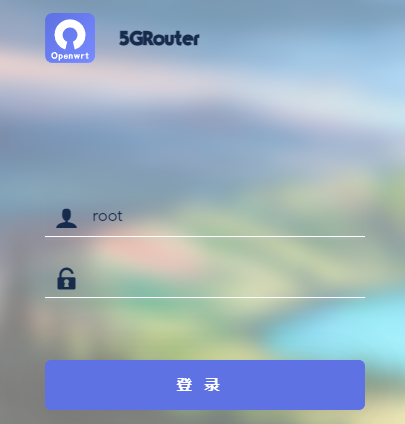 Openwrt
5GRouter
root
登 录